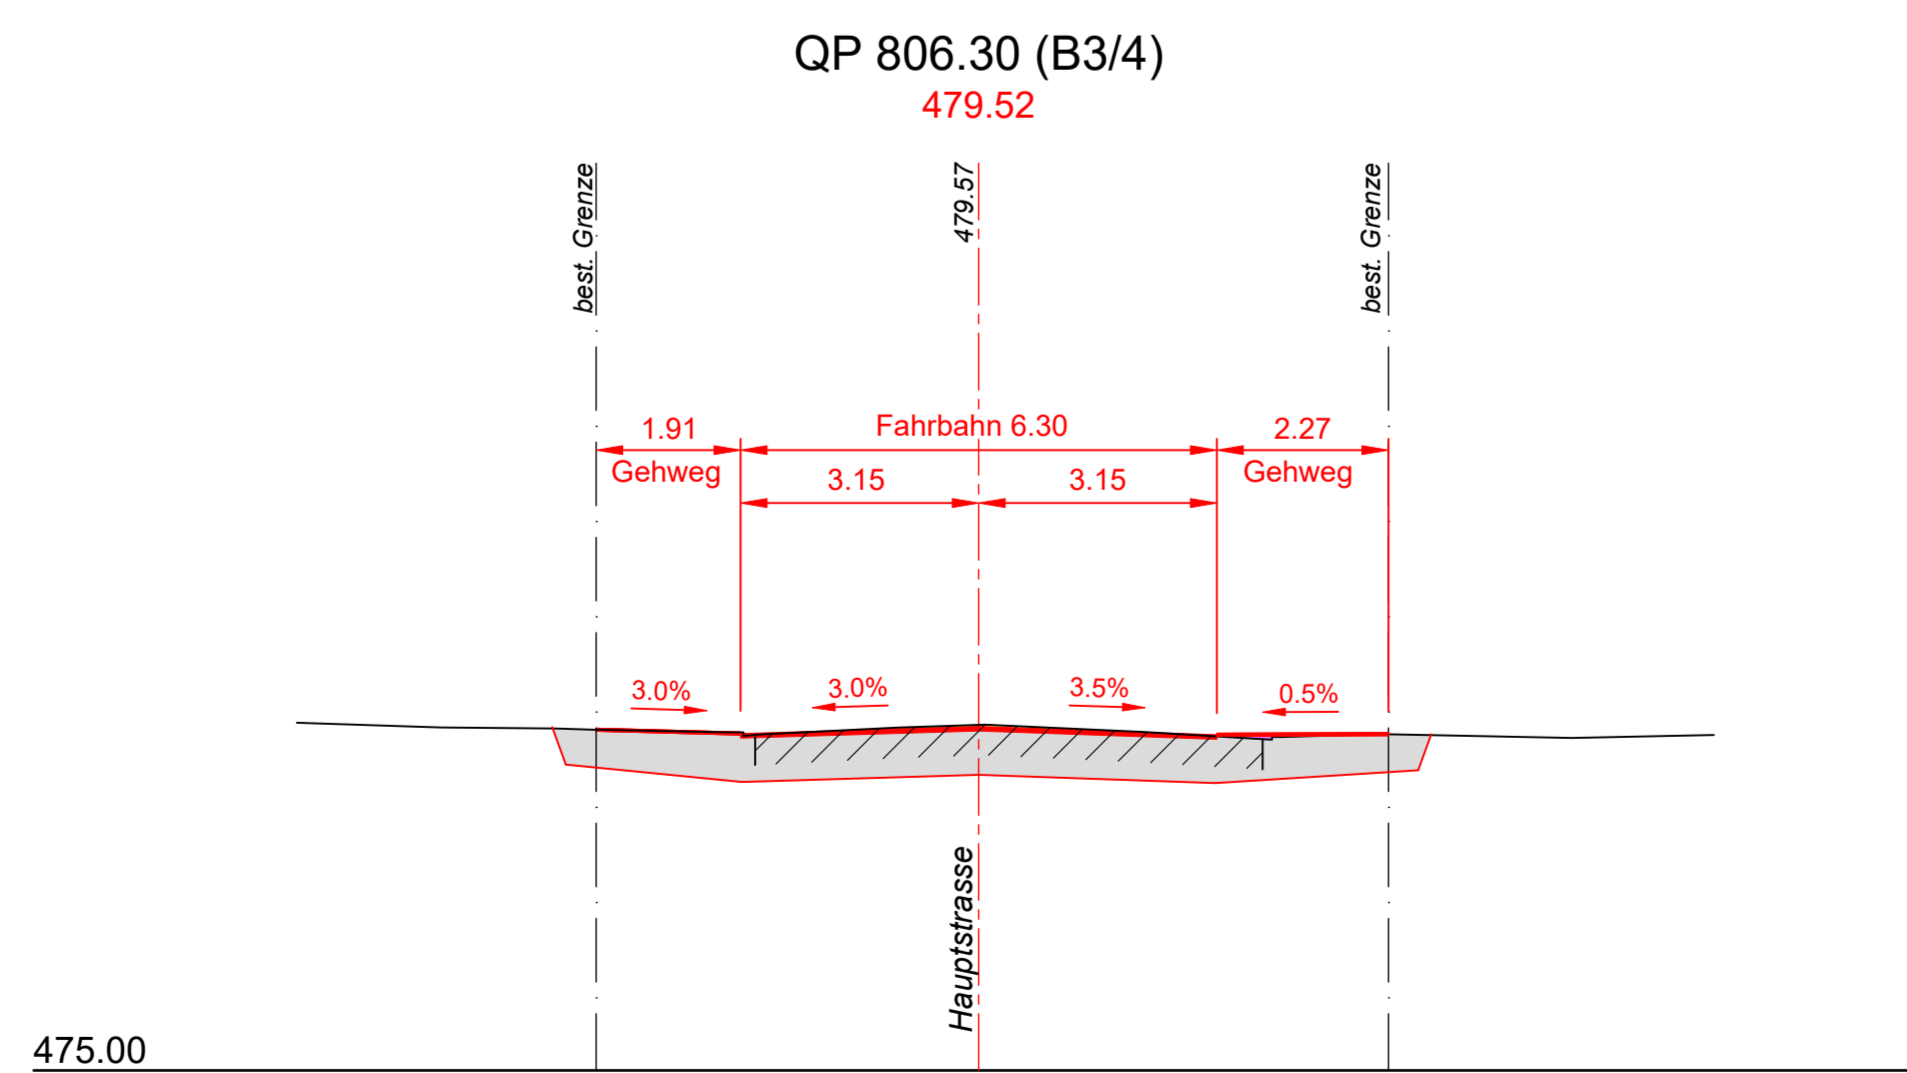 QP 806.30 (B3/4)
479.52
best. Grenze
479.57
best. Grenze
1.91
Fahrbahn 6.30
2.27
Gehweg
3.15
3.15
Gehweg
3.0%
3.0%
3.5%
0.5%
Hauptstrasse
475.00